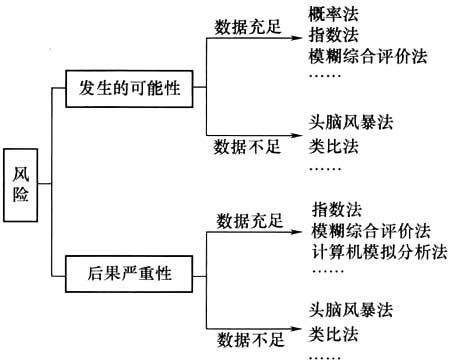 风险
发生的可能性
数据充足
概率法
指数法
模糊综合评价法
……
数据不足
头脑风暴法
类比法
……
后果严重性
数据充足
指数法
模糊综合评价法
计算机模拟分析法
……
数据不足
头脑风暴法
类比法
……